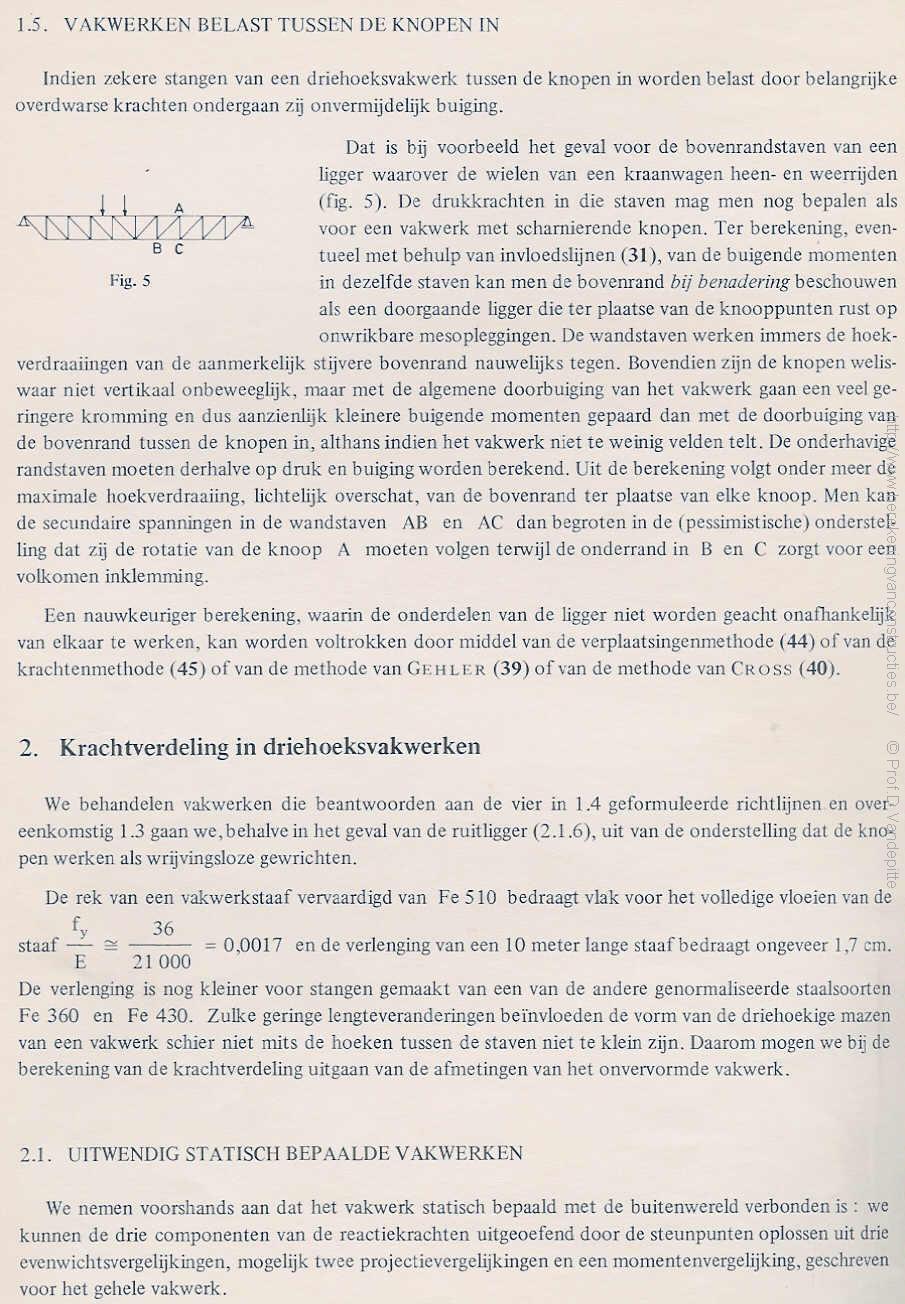 1.5. VAKWERKEN BELAST TUSSEN DE KNOPEN IN
Indien zekere stangen van een driehoeksvakwerk tussen de knopen in worden belast door belangrijke
overdwarse krachten ondergaan zij onvermijdelijk buiging.
Dat is bij voorbeeld het geval voor de bovenrandstaven van een
ligger waarover de wielen van een kraanwagen heen- en weerrijden
(fig. 5). De drukkrachten in die staven mag men nog bepalen als
voor een vakwerk met scharnierende knopen. Ter berekening, even-
tueel met behulp van invloedslijnen (31), van de buigende momenten
in dezelfde staven kan men de bovenrand bij benadering beschouwen
als een doorgaande ligger die ter plaatse van de knooppunten rust op
onwrikbare mesopleggingen. De wandstaven werken immers de hoek-
A
B C
Fig. 5
verdraaiingen van de aanmerkelijk stijvere bovenrand nauwelijks tegen. Bovendien zijn de knopen welis-
waar niet vertikaal onbeweeglijk, maar met de algemene doorbuiging van het vakwerk gaan een veel ge-
ringere kromming en dus aanzienlijk kleinere buigende momenten gepaard dan met de doorbuiging van
de bovenrand tussen de knopen in, althans indien het vakwerk niet te weinig velden telt. De onderhavige
randstaven moeten derhalve op druk en buiging worden berekend. Uit de berekening volgt onder meer de
maximale hoekverdraaiing, lichtelijk overschat, van de bovenrand ter plaatse van elke knoop. Men kan
de secundaire spanningen in de wandstaven AB en AC dan begroten in de (pessimistische) onderstel-
ling dat zij de rotatie van de knoop A moeten volgen terwijl de onderrand in B en C zorgt voor een
volkomen inklemming.
Een nauwkeuriger berekening, waarin de onderdelen van de ligger niet worden geacht onafhankelijk
van elkaar te werken, kan worden voltrokken door middel van de verplaatsingenmethode (44) of van de
krachtenmethode (45) of van de methode van GEHLER (39) of van de methode van CROSS (40).
2. Krachtverdeling in driehoeksvakwerken
We behandelen vakwerken die beantwoorden aan de vier in 1.4 geformuleerde richtlijnen en over-
eenkomstig 1.3 gaan we, behalve in het geval van de ruitligger (2.1.6), uit van de onderstelling dat de kno-
pen werken als wrijvingsloze gewrichten.
De rek van een vakwerkstaaf vervaardigd van Fe 510 bedraagt vlak voor het volledige vloeien van de
staaf f_y/E ≅ 36/21 000 = 0,0017 en de verlenging van een 10 meter lange staaf bedraagt ongeveer 1,7 cm.
De verlenging is nog kleiner voor stangen gemaakt van een van de andere genormaliseerde staalsoorten
Fe 360 en Fe 430. Zulke geringe lengteveranderingen beïnvloeden de vorm van de driehoekige mazen
van een vakwerk schier niet mits de hoeken tussen de staven niet te klein zijn. Daarom mogen we bij de
berekening van de krachtverdeling uitgaan van de afmetingen van het onvervormde vakwerk.
2.1. UITWENDIG STATISCH BEPAALDE VAKWERKEN
We nemen voorshands aan dat het vakwerk statisch bepaald met de buitenwereld verbonden is : we
kunnen de drie componenten van de reactiekrachten uitgeoefend door de steunpunten oplossen uit drie
evenwichtsvergelijkingen, mogelijk twee projectievergelijkingen en een momentenvergelijking, geschreven
voor het gehele vakwerk.
http://www.berekeningvanconstructies.be/ © Prof.D.Vandepitte